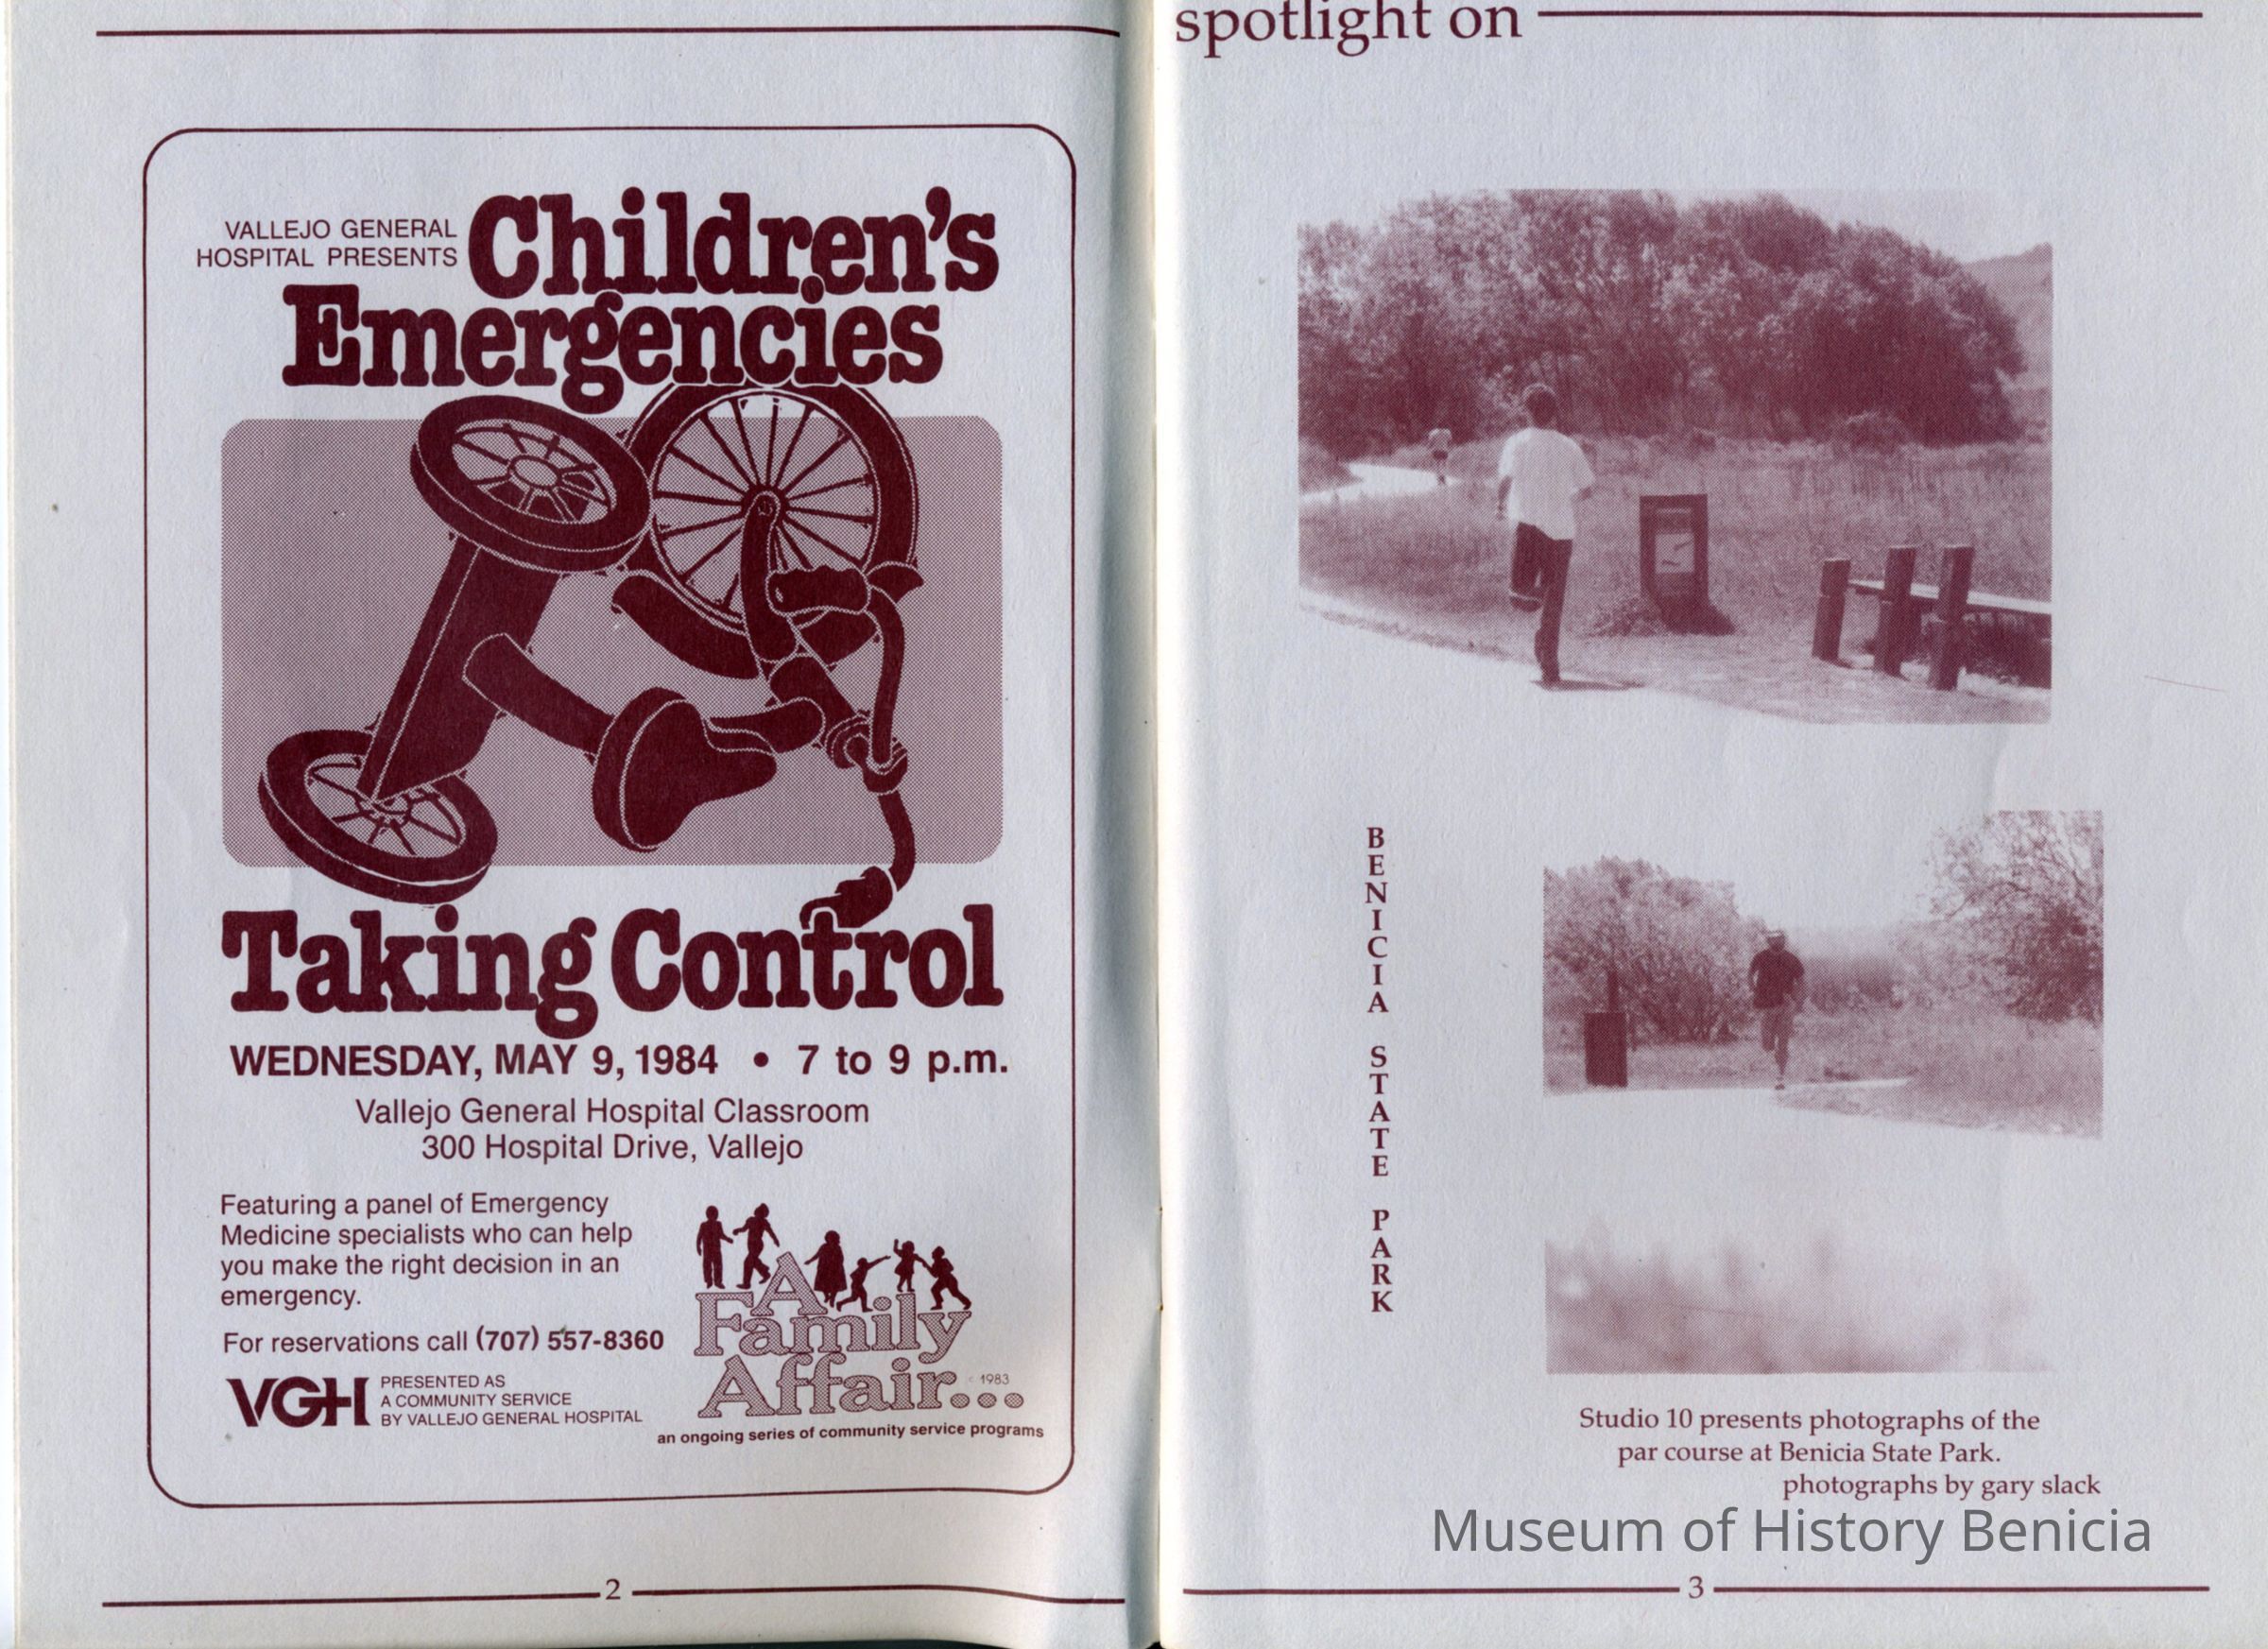 VALLEJO GENERAL
HOSPITAL PRESENTS
Children's
Emergencies
Taking Control
WEDNESDAY, MAY 9, 1984 • 7 to 9 p.m.
Vallejo General Hospital Classroom
300 Hospital Drive, Vallejo
Featuring a panel of Emergency
Medicine specialists who can help
you make the right decision in an
emergency.
For reservations call (707) 557-8360
VGH
PRESENTED AS
A COMMUNITY SERVICE
BY VALLEJO GENERAL HOSPITAL
A
Family
Affair...
c 1983
an ongoing series of community service programs
2
spotlight on
BENICIA STATE PARK
Studio 10 presents photographs of the
par course at Benicia State Park.
photographs by gary slack
Museum of History Benicia
3